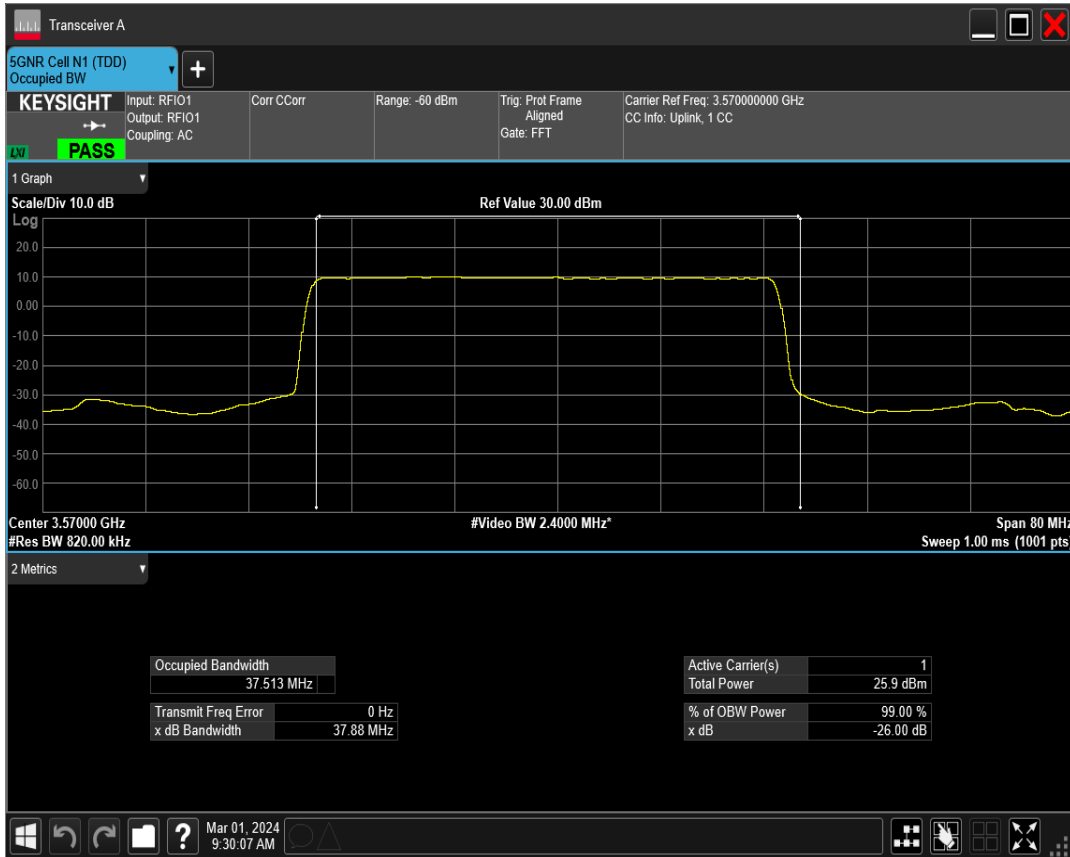 Transceiver A
5GNR Cell N1 (TDD)
Occupied BW
+
KEYSIGHT
LXI
PASS
Input: RFIO1
Output: RFIO1
Coupling: AC
Corr CCorr
Range: -60 dBm
Trig: Prot Frame
Aligned
Gate: FFT
Carrier Ref Freq: 3.570000000 GHz
CC Info: Uplink, 1 CC
1 Graph
Scale/Div 10.0 dB
Ref Value 30.00 dBm
Log
20.0
10.0
0.00
-10.0
-20.0
-30.0
-40.0
-50.0
-60.0
Center 3.57000 GHz
#Video BW 2.4000 MHz*
Span 80 MHz
#Res BW 820.00 kHz
Sweep 1.00 ms (1001 pts)
2 Metrics
Occupied Bandwidth
37.513 MHz
Transmit Freq Error 0 Hz
x dB Bandwidth 37.88 MHz
Active Carrier(s) 1
Total Power 25.9 dBm
% of OBW Power 99.00 %
x dB -26.00 dB
?
Mar 01, 2024
9:30:07 AM